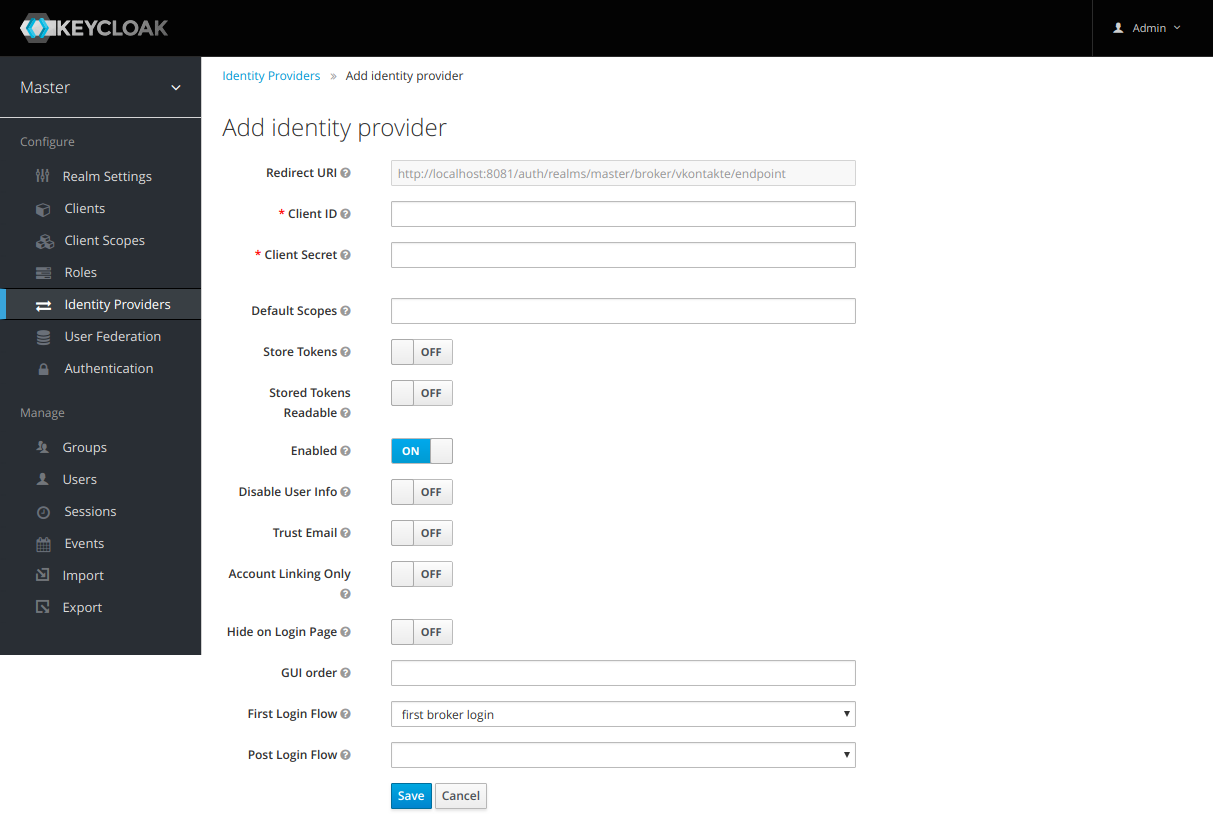 KEYCLOAK
Admin
Master
Configure
Realm Settings
Clients
Client Scopes
Roles
Identity Providers
User Federation
Authentication
Manage
Groups
Users
Sessions
Events
Import
Export
Identity Providers » Add identity provider
Add identity provider
Redirect URI http://localhost:8081/auth/realms/master/broker/vkontakte/endpoint
* Client ID
* Client Secret
Default Scopes
Store Tokens OFF
Stored Tokens
Readable OFF
Enabled ON
Disable User Info OFF
Trust Email OFF
Account Linking Only OFF
Hide on Login Page OFF
GUI order
First Login Flow first broker login
Post Login Flow
Save Cancel